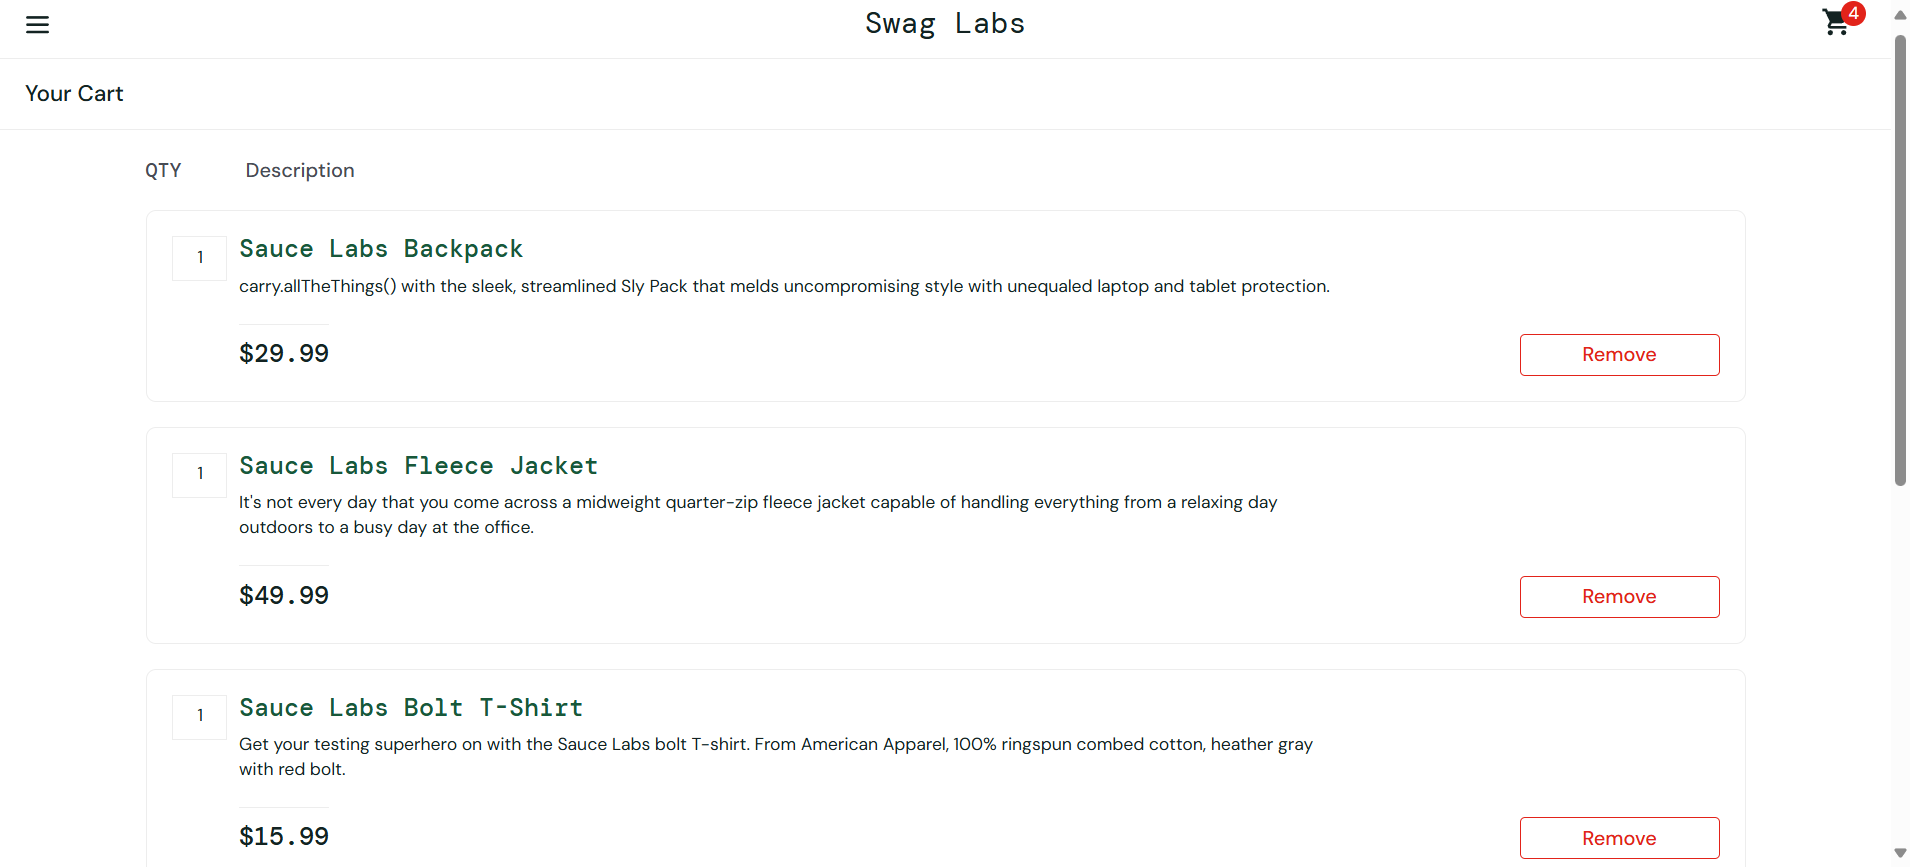 Swag Labs
4
Your Cart
QTY Description
1
Sauce Labs Backpack
carry.allTheThings() with the sleek, streamlined Sly Pack that melds uncompromising style with unequaled laptop and tablet protection.
$29.99
Remove
1
Sauce Labs Fleece Jacket
It's not every day that you come across a midweight quarter-zip fleece jacket capable of handling everything from a relaxing day
outdoors to a busy day at the office.
$49.99
Remove
1
Sauce Labs Bolt T-Shirt
Get your testing superhero on with the Sauce Labs bolt T-shirt. From American Apparel, 100% ringspun combed cotton, heather gray
with red bolt.
$15.99
Remove